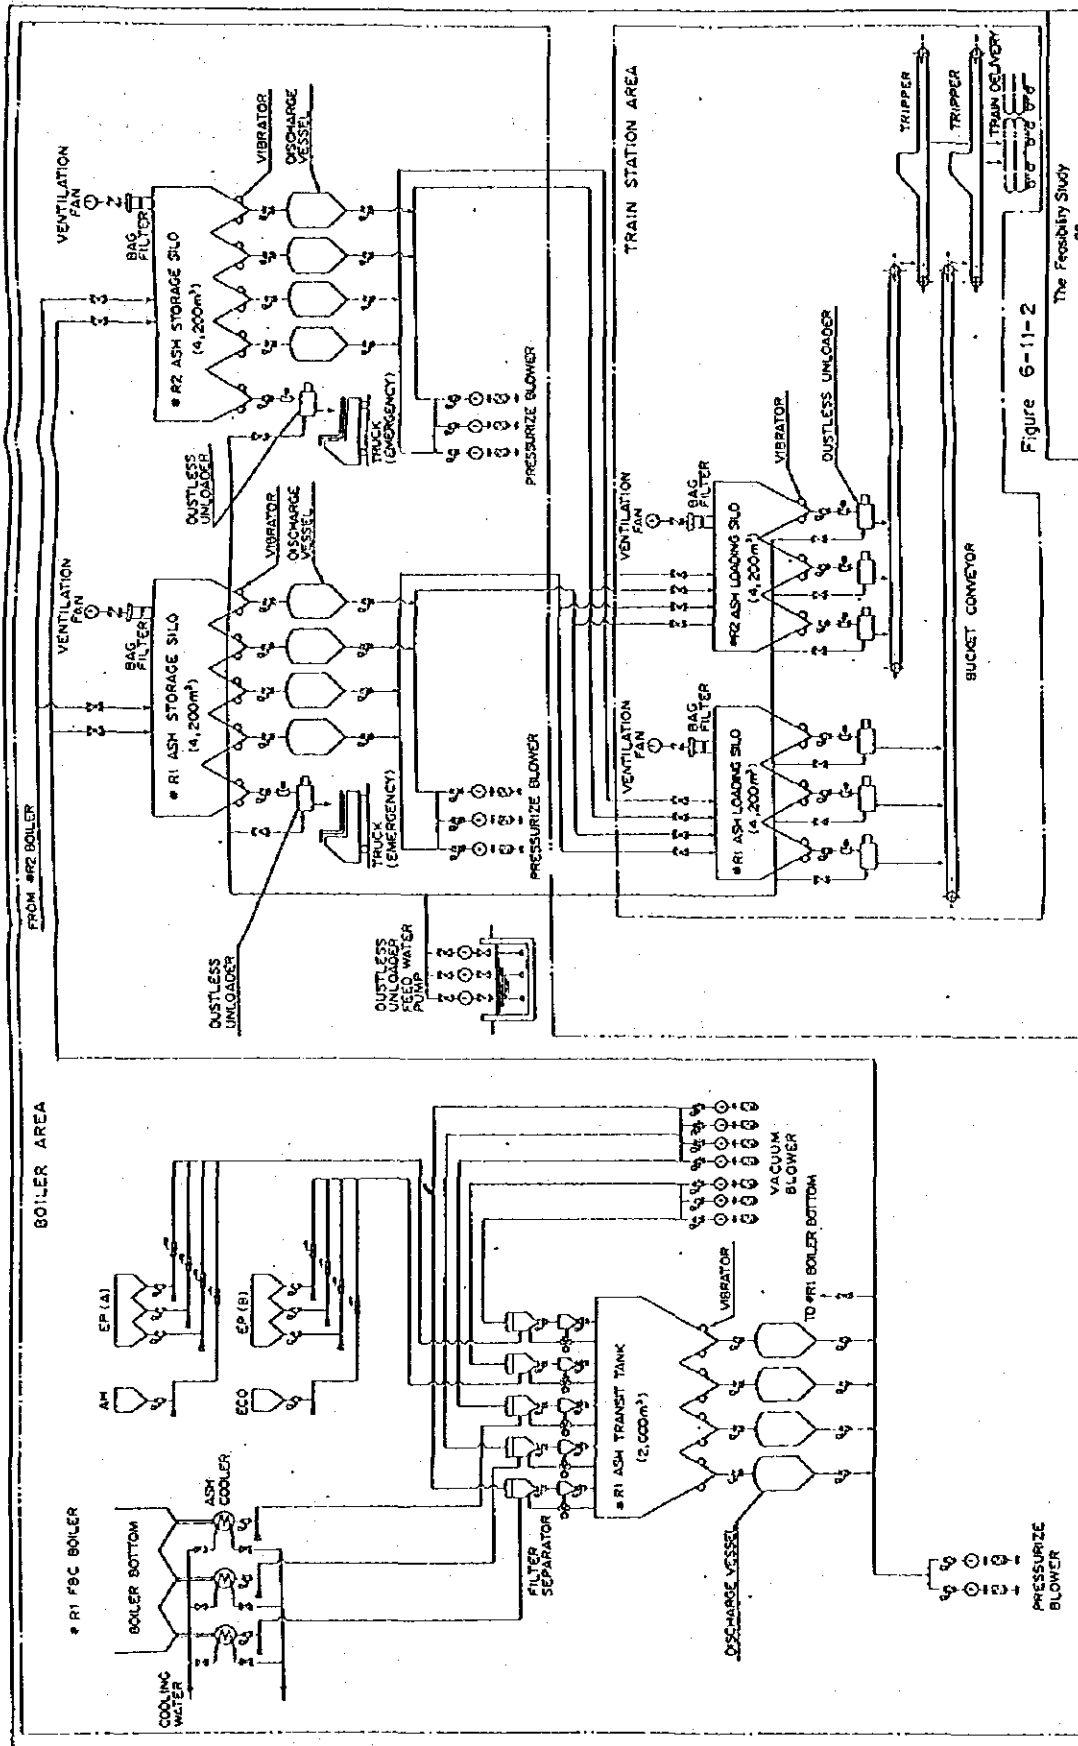 BOILER AREA
# R1 FBC BOILER
BOILER BOTTOM
ASH
COOLER
COOLING
WATER
AH
EP (A)
ECO
EP (B)
FILTER
SEPARATOR
# R1 ASH TRANSIT TANK
(2,000m³)
VIBRATOR
DISCHARGE VESSEL
TO #R1 BOILER BOTTOM
VACUUM
BLOWER
PRESSURIZE
BLOWER
FROM #R2 BOILER
VENTILATION
FAN
BAG
FILTER
# R1 ASH STORAGE SILO
(4,200m³)
VIBRATOR
DISCHARGE
VESSEL
DUSTLESS
UNLOADER
TRUCK
(EMERGENCY)
PRESSURIZE BLOWER
DUSTLESS
UNLOADER
FEED WATER
PUMP
VENTILATION
FAN
BAG
FILTER
# R2 ASH STORAGE SILO
(4,200m³)
VIBRATOR
DISCHARGE
VESSEL
DUSTLESS
UNLOADER
TRUCK
(EMERGENCY)
PRESSURIZE BLOWER
TRAIN STATION AREA
VENTILATION
FAN
BAG
FILTER
#R1 ASH LOADING SILO
(4,200m³)
VENTILATION
FAN
BAG
FILTER
#R2 ASH LOADING SILO
(4,200m³)
VIBRATOR
DUSTLESS UNLOADER
BUCKET CONVEYOR
TRIPPER
TRIPPER
TRAIN DELIVERY
Figure 6-11-2
The Feasibility Study